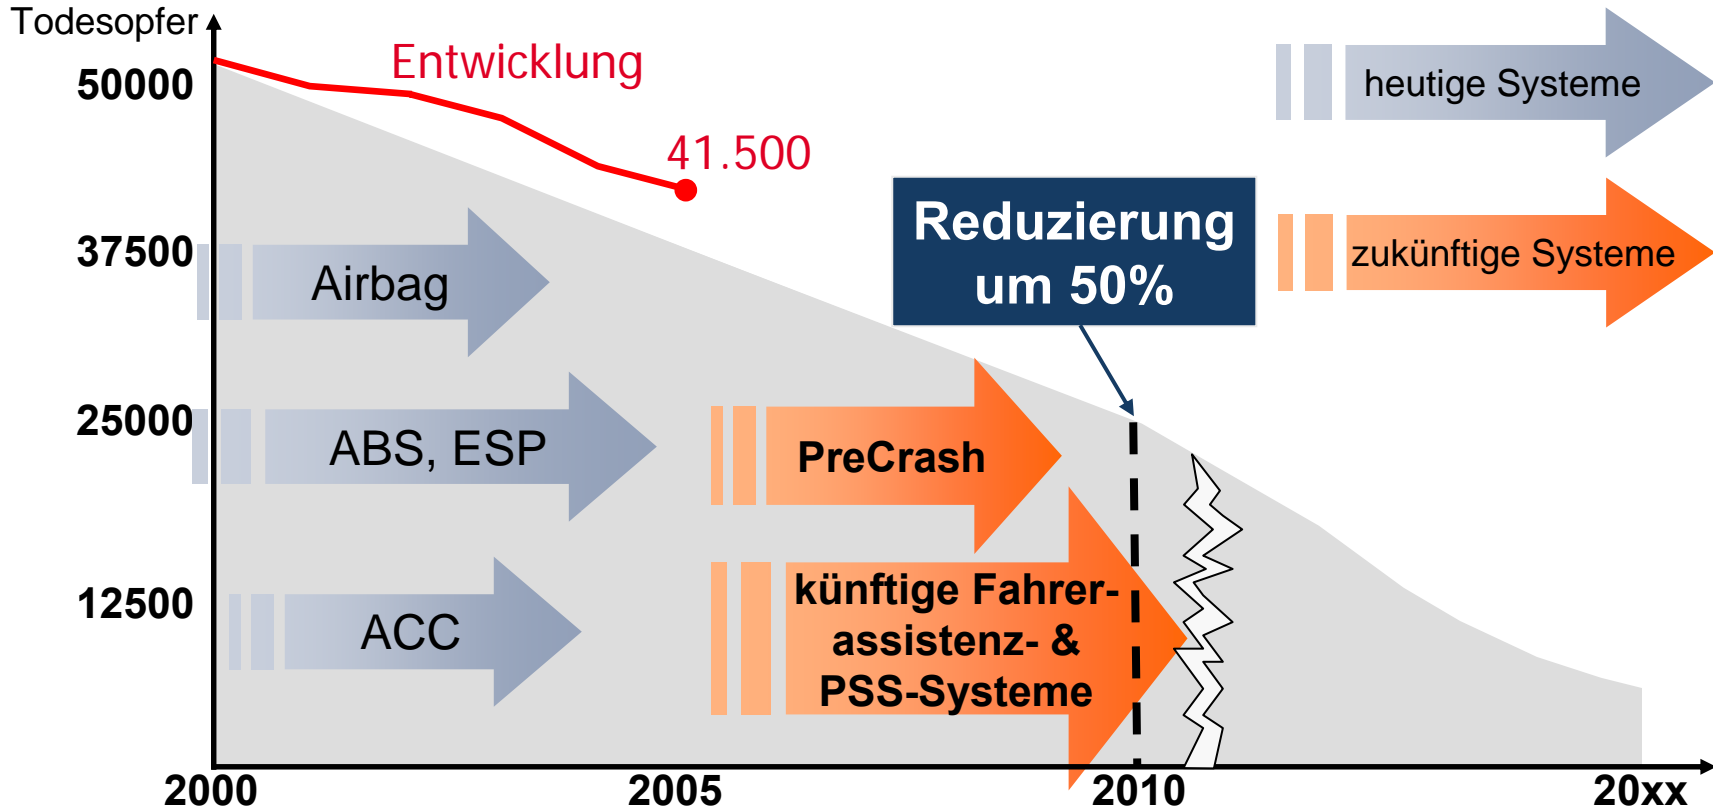 Todesopfer
50000
37500
25000
12500
Entwicklung
41.500
Reduzierung
um 50%
heutige Systeme
zukünftige Systeme
Airbag
ABS, ESP
ACC
PreCrash
künftige Fahrer-
assistenz- &
PSS-Systeme
2000
2005
2010
20xx